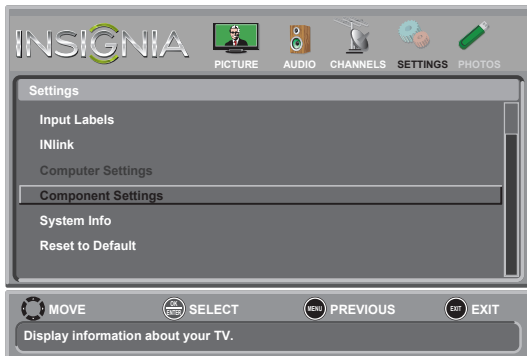 INSIGNIA
PICTURE AUDIO CHANNELS SETTINGS PHOTOS
Settings
Input Labels
INlink
Computer Settings
Component Settings
System Info
Reset to Default
MOVE OK ENTER SELECT MENU PREVIOUS EXIT EXIT
Display information about your TV.